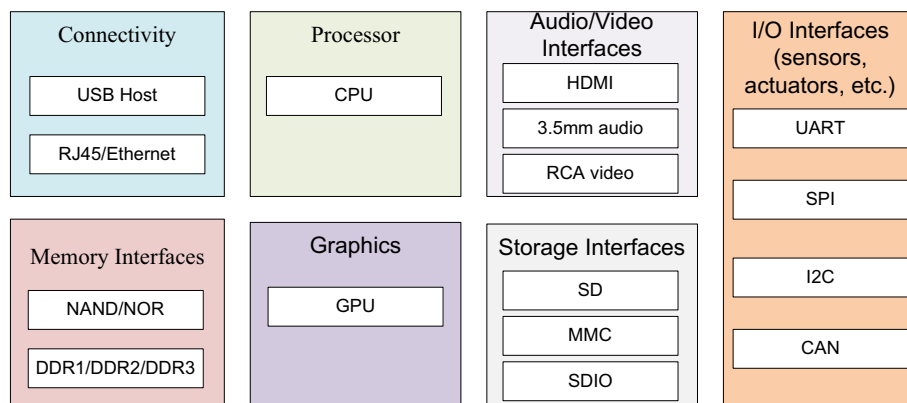 Connectivity
USB Host
RJ45/Ethernet
Processor
CPU
Audio/Video
Interfaces
HDMI
3.5mm audio
RCA video
I/O Interfaces
(sensors,
actuators, etc.)
UART
SPI
I2C
CAN
Memory Interfaces
NAND/NOR
DDR1/DDR2/DDR3
Graphics
GPU
Storage Interfaces
SD
MMC
SDIO